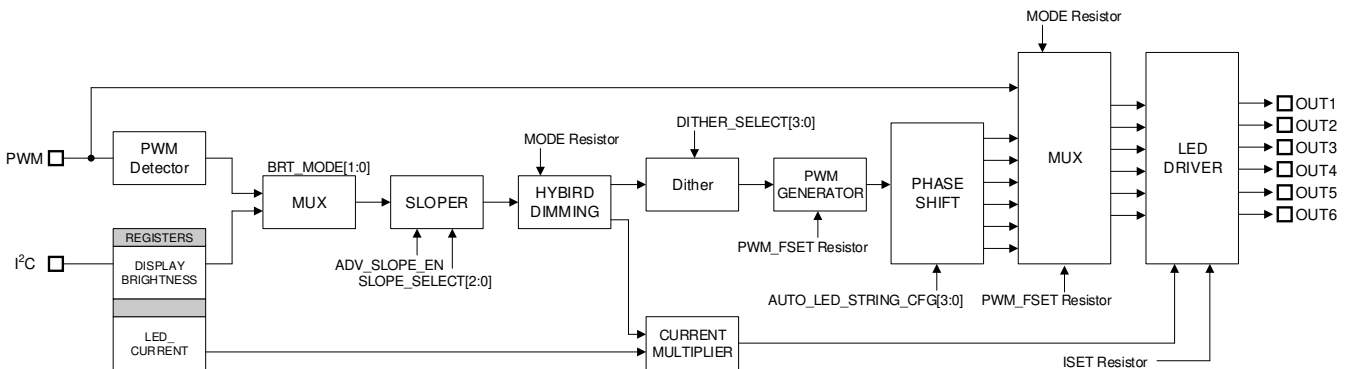 MODE Resistor
PWM
PWM
Detector
I²C
REGISTERS
DISPLAY
BRIGHTNESS
LED_
CURRENT
BRT_MODE[1:0]
MUX
SLOPER
ADV_SLOPE_EN
SLOPE_SELECT[2:0]
MODE Resistor
HYBIRD
DIMMING
DITHER_SELECT[3:0]
Dither
PWM
GENERATOR
PWM_FSET Resistor
CURRENT
MULTIPLIER
PHASE
SHIFT
AUTO_LED_STRING_CFG[3:0]
MUX
PWM_FSET Resistor
LED
DRIVER
ISET Resistor
OUT1
OUT2
OUT3
OUT4
OUT5
OUT6